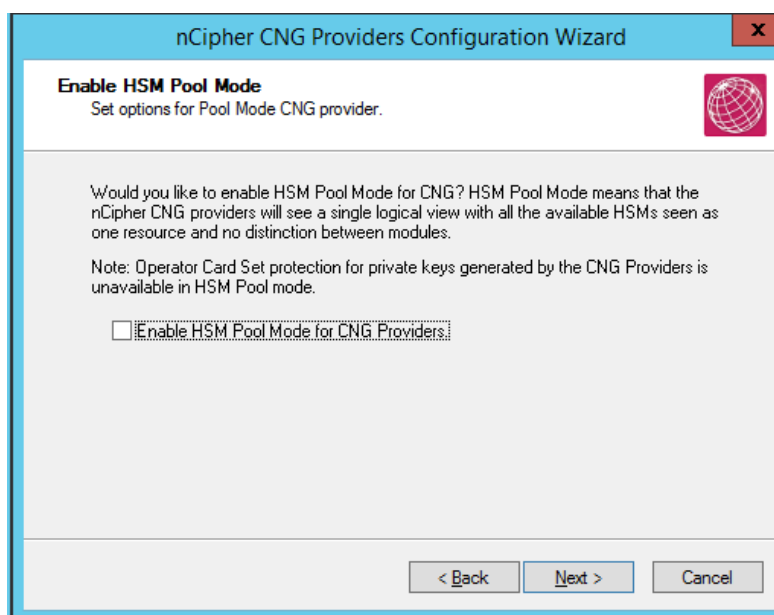 nCipher CNG Providers Configuration Wizard
x
Enable HSM Pool Mode
Set options for Pool Mode CNG provider.
Would you like to enable HSM Pool Mode for CNG? HSM Pool Mode means that the
nCipher CNG providers will see a single logical view with all the available HSMs seen as
one resource and no distinction between modules.
Note: Operator Card Set protection for private keys generated by the CNG Providers is
unavailable in HSM Pool mode.
Enable HSM Pool Mode for CNG Providers.
< Back Next > Cancel